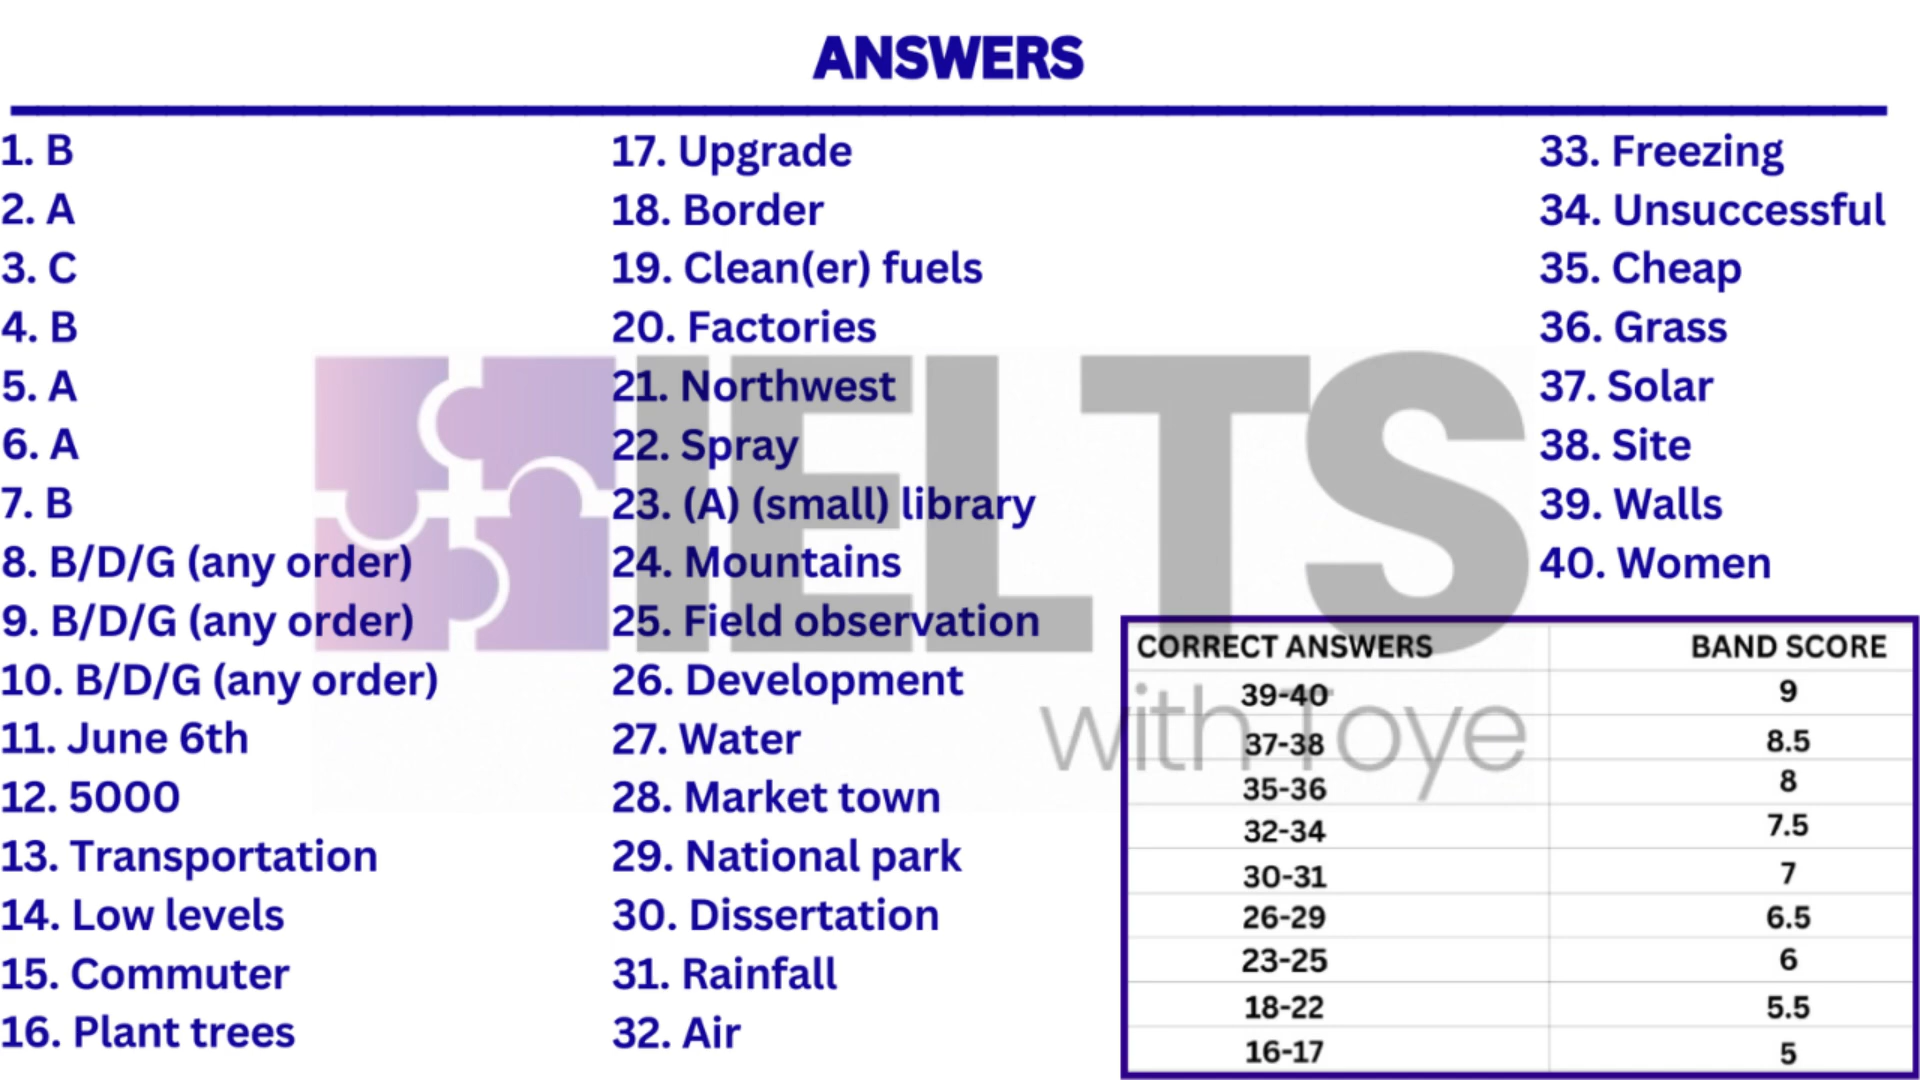 ANSWERS
1. B
2. A
3. C
4. B
5. A
6. A
7. B
8. B/D/G (any order)
9. B/D/G (any order)
10. B/D/G (any order)
11. June 6th
12. 5000
13. Transportation
14. Low levels
15. Commuter
16. Plant trees
17. Upgrade
18. Border
19. Clean(er) fuels
20. Factories
21. Northwest
22. Spray
23. (A) (small) library
24. Mountains
25. Field observation
26. Development
27. Water
28. Market town
29. National park
30. Dissertation
31. Rainfall
32. Air
33. Freezing
34. Unsuccessful
35. Cheap
36. Grass
37. Solar
38. Site
39. Walls
40. Women
IELTS
with Toye
CORRECT ANSWERS BAND SCORE
39-40 9
37-38 8.5
35-36 8
32-34 7.5
30-31 7
26-29 6.5
23-25 6
18-22 5.5
16-17 5